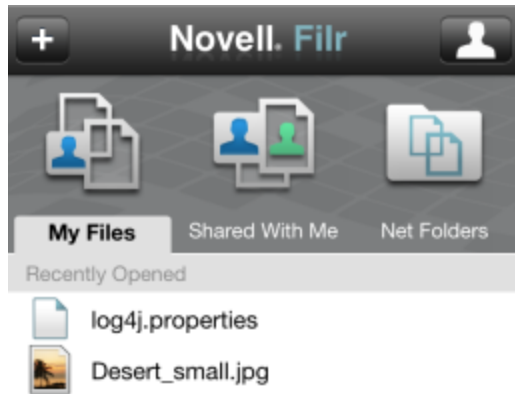 Novell. Filr
My Files
Shared With Me
Net Folders
Recently Opened
log4j.properties
Desert_small.jpg